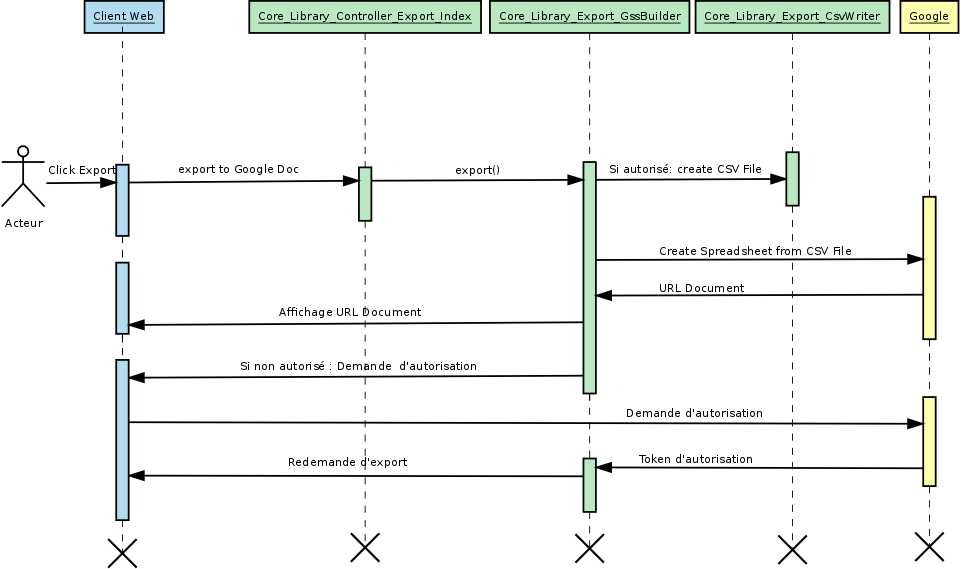 Client Web
Core_Library_Controller_Export_Index
Core_Library_Export_GssBuilder
Core_Library_Export_CsvWriter
Google
Click Export
export to Google Doc
export()
Si autorisé: create CSV File
Acteur
Create Spreadsheet from CSV File
URL Document
Affichage URL Document
Si non autorisé : Demande d'autorisation
Demande d'autorisation
Token d'autorisation
Redemande d'export